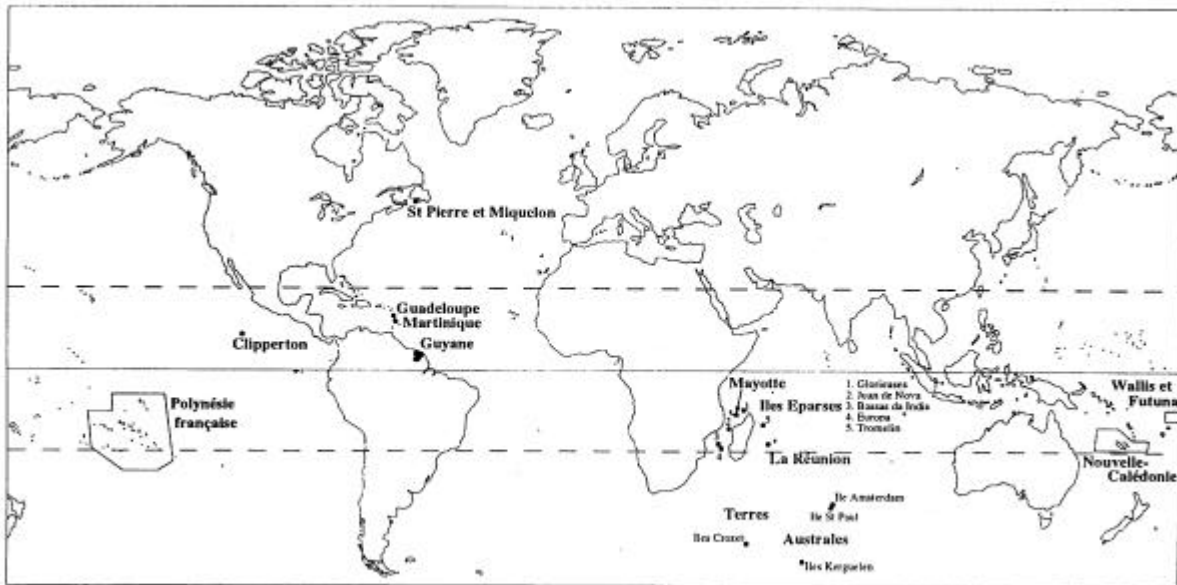 St Pierre et Miquelon
Guadeloupe
Martinique
Clipperton
Guyane
Polynésie
française
Mayotte
Iles Eparses
1. Glorieuses
2. Juan de Nova
3. Bassas da India
4. Europa
5. Tromelin
5
4
La Réunion
Wallis et
Futuna
Nouvelle-
Calédonie
Ile Amsterdam
Ile St Paul
Terres
Australes
Iles Crozet
Iles Kerguelen